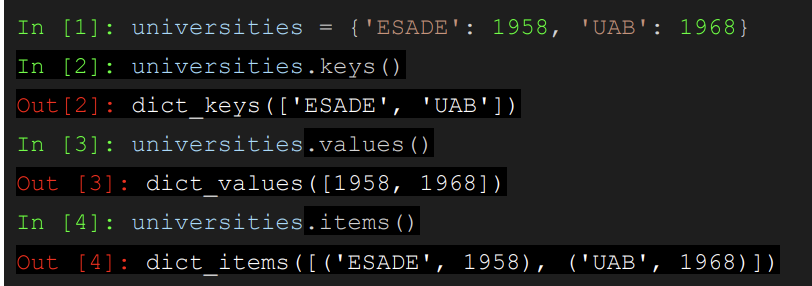 In [1]: universities = {'ESADE': 1958, 'UAB': 1968}
In [2]: universities.keys()
Out[2]: dict_keys(['ESADE', 'UAB'])
In [3]: universities.values()
Out [3]: dict_values([1958, 1968])
In [4]: universities.items()
Out [4]: dict_items([('ESADE', 1958), ('UAB', 1968)])